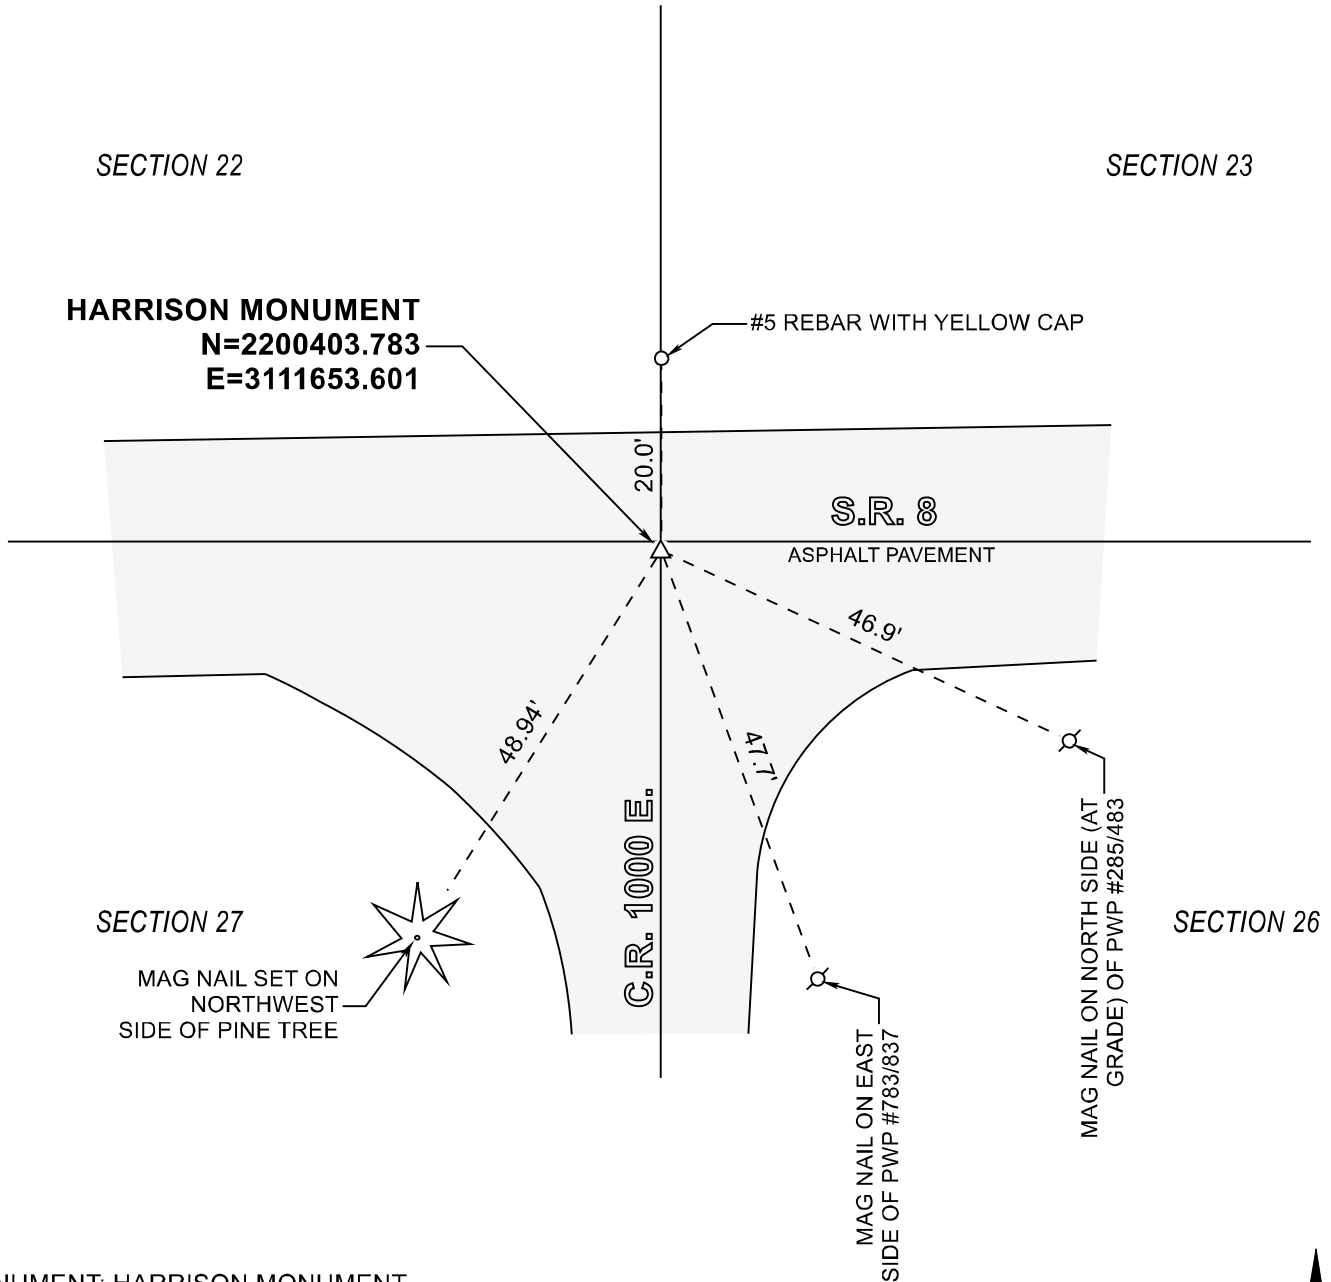 SECTION 22
SECTION 23
HARRISON MONUMENT
N=2200403.783
E=3111653.601
#5 REBAR WITH YELLOW CAP
20.0'
S.R. 8
ASPHALT PAVEMENT
46.9'
48.94'
47.7'
C.R. 1000 E.
SECTION 27
SECTION 26
MAG NAIL SET ON
NORTHWEST
SIDE OF PINE TREE
MAG NAIL ON NORTH SIDE (AT
GRADE) OF PWP #285/483
MAG NAIL ON EAST
SIDE OF PWP #783/837
HARRISON MONUMENT